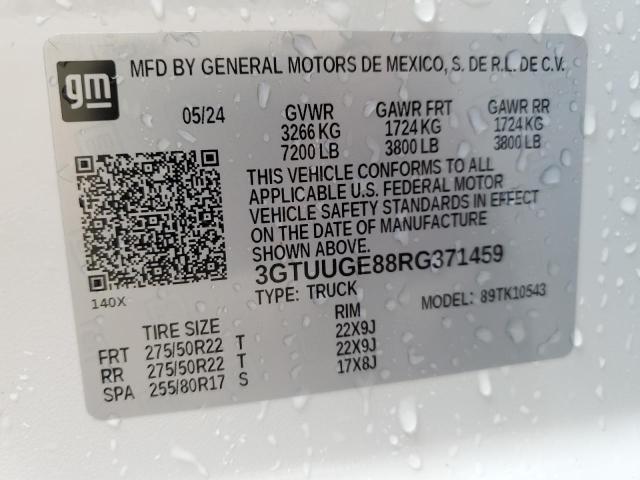 gm MFD BY GENERAL MOTORS DE MEXICO, S. DE R.L. DE C.V.
05/24 GVWR GAWR FRT GAWR RR
3266 KG 1724 KG 1724 KG
7200 LB 3800 LB 3800 LB
THIS VEHICLE CONFORMS TO ALL
APPLICABLE U.S. FEDERAL MOTOR
VEHICLE SAFETY STANDARDS IN EFFECT
ON THE DATE OF MANUFACTURE
SHOWN ABOVE.
3GTUUGE88RG371459
140X TYPE: TRUCK MODEL: 89TK10543
TIRE SIZE RIM
FRT 275/50R22 T 22X9J
RR 275/50R22 T 22X9J
SPA 255/80R17 S 17X8J